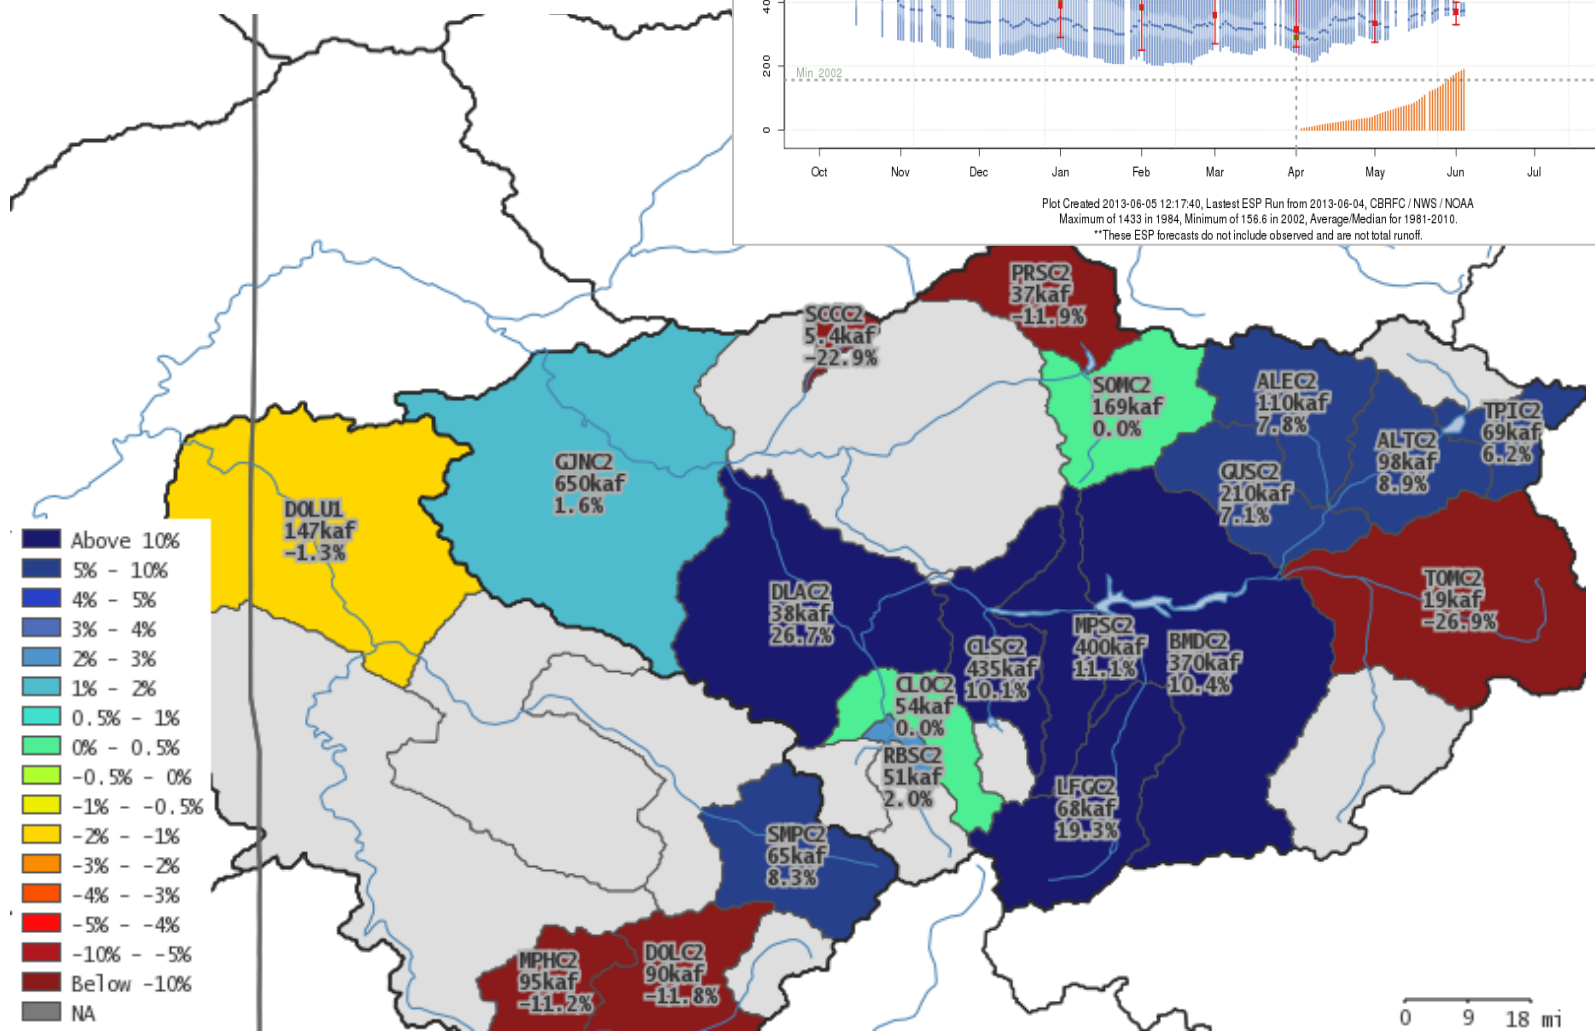 40
200
Min 2002
0
Oct Nov Dec Jan Feb Mar Apr May Jun Jul
Plot Created 2013-06-05 12:17:40, Lastest ESP Run from 2013-06-04, CBRFC / NWS / NOAA
Maximum of 1433 in 1984, Minimum of 156.6 in 2002, Average/Median for 1981-2010.
**These ESP forecasts do not include observed and are not total runoff.
PRSC2
37kaf
-11.9%
SCCC2
5.4kaf
-22.9%
SOMC2
169kaf
0.0%
ALEC2
110kaf
7.8%
TPIC2
69kaf
6.2%
ALTC2
98kaf
8.9%
GUSC2
210kaf
7.1%
GJNC2
650kaf
1.6%
DOLU1
147kaf
-1.3%
DLAC2
38kaf
26.7%
TOMC2
19kaf
-26.9%
MPSC2
400kaf
11.1%
BMDC2
370kaf
10.4%
CLSC2
435kaf
10.1%
CLOC2
54kaf
0.0%
RBSC2
51kaf
2.0%
LFGC2
68kaf
19.3%
SMPC2
65kaf
8.3%
MPHC2
95kaf
-11.2%
DOLC2
90kaf
-11.8%
Above 10%
5% - 10%
4% - 5%
3% - 4%
2% - 3%
1% - 2%
0.5% - 1%
0% - 0.5%
-0.5% - 0%
-1% - -0.5%
-2% - -1%
-3% - -2%
-4% - -3%
-5% - -4%
-10% - -5%
Below -10%
NA
0 9 18 mi